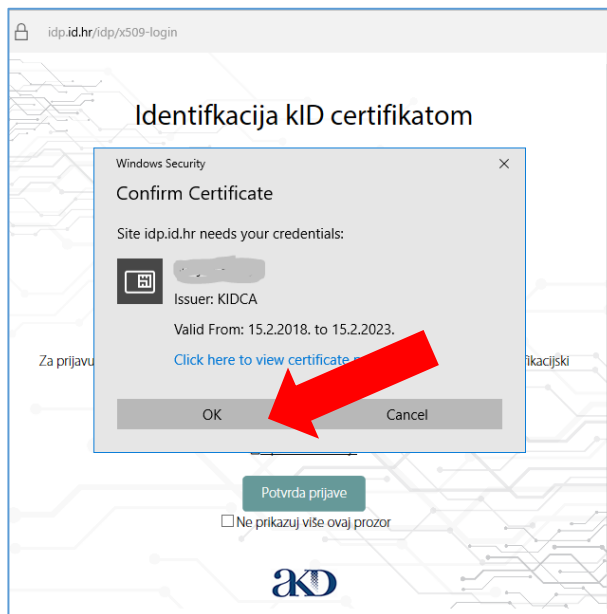 idp.id.hr/idp/x509-login
Identifkacija kID certifikatom
Windows Security
Confirm Certificate
Site idp.id.hr needs your credentials:
Issuer: KIDCA
Valid From: 15.2.2018. to 15.2.2023.
Click here to view certificate
Za prijavu
OK
Cancel
Potvrda prijave
Ne prikazuj više ovaj prozor
akD